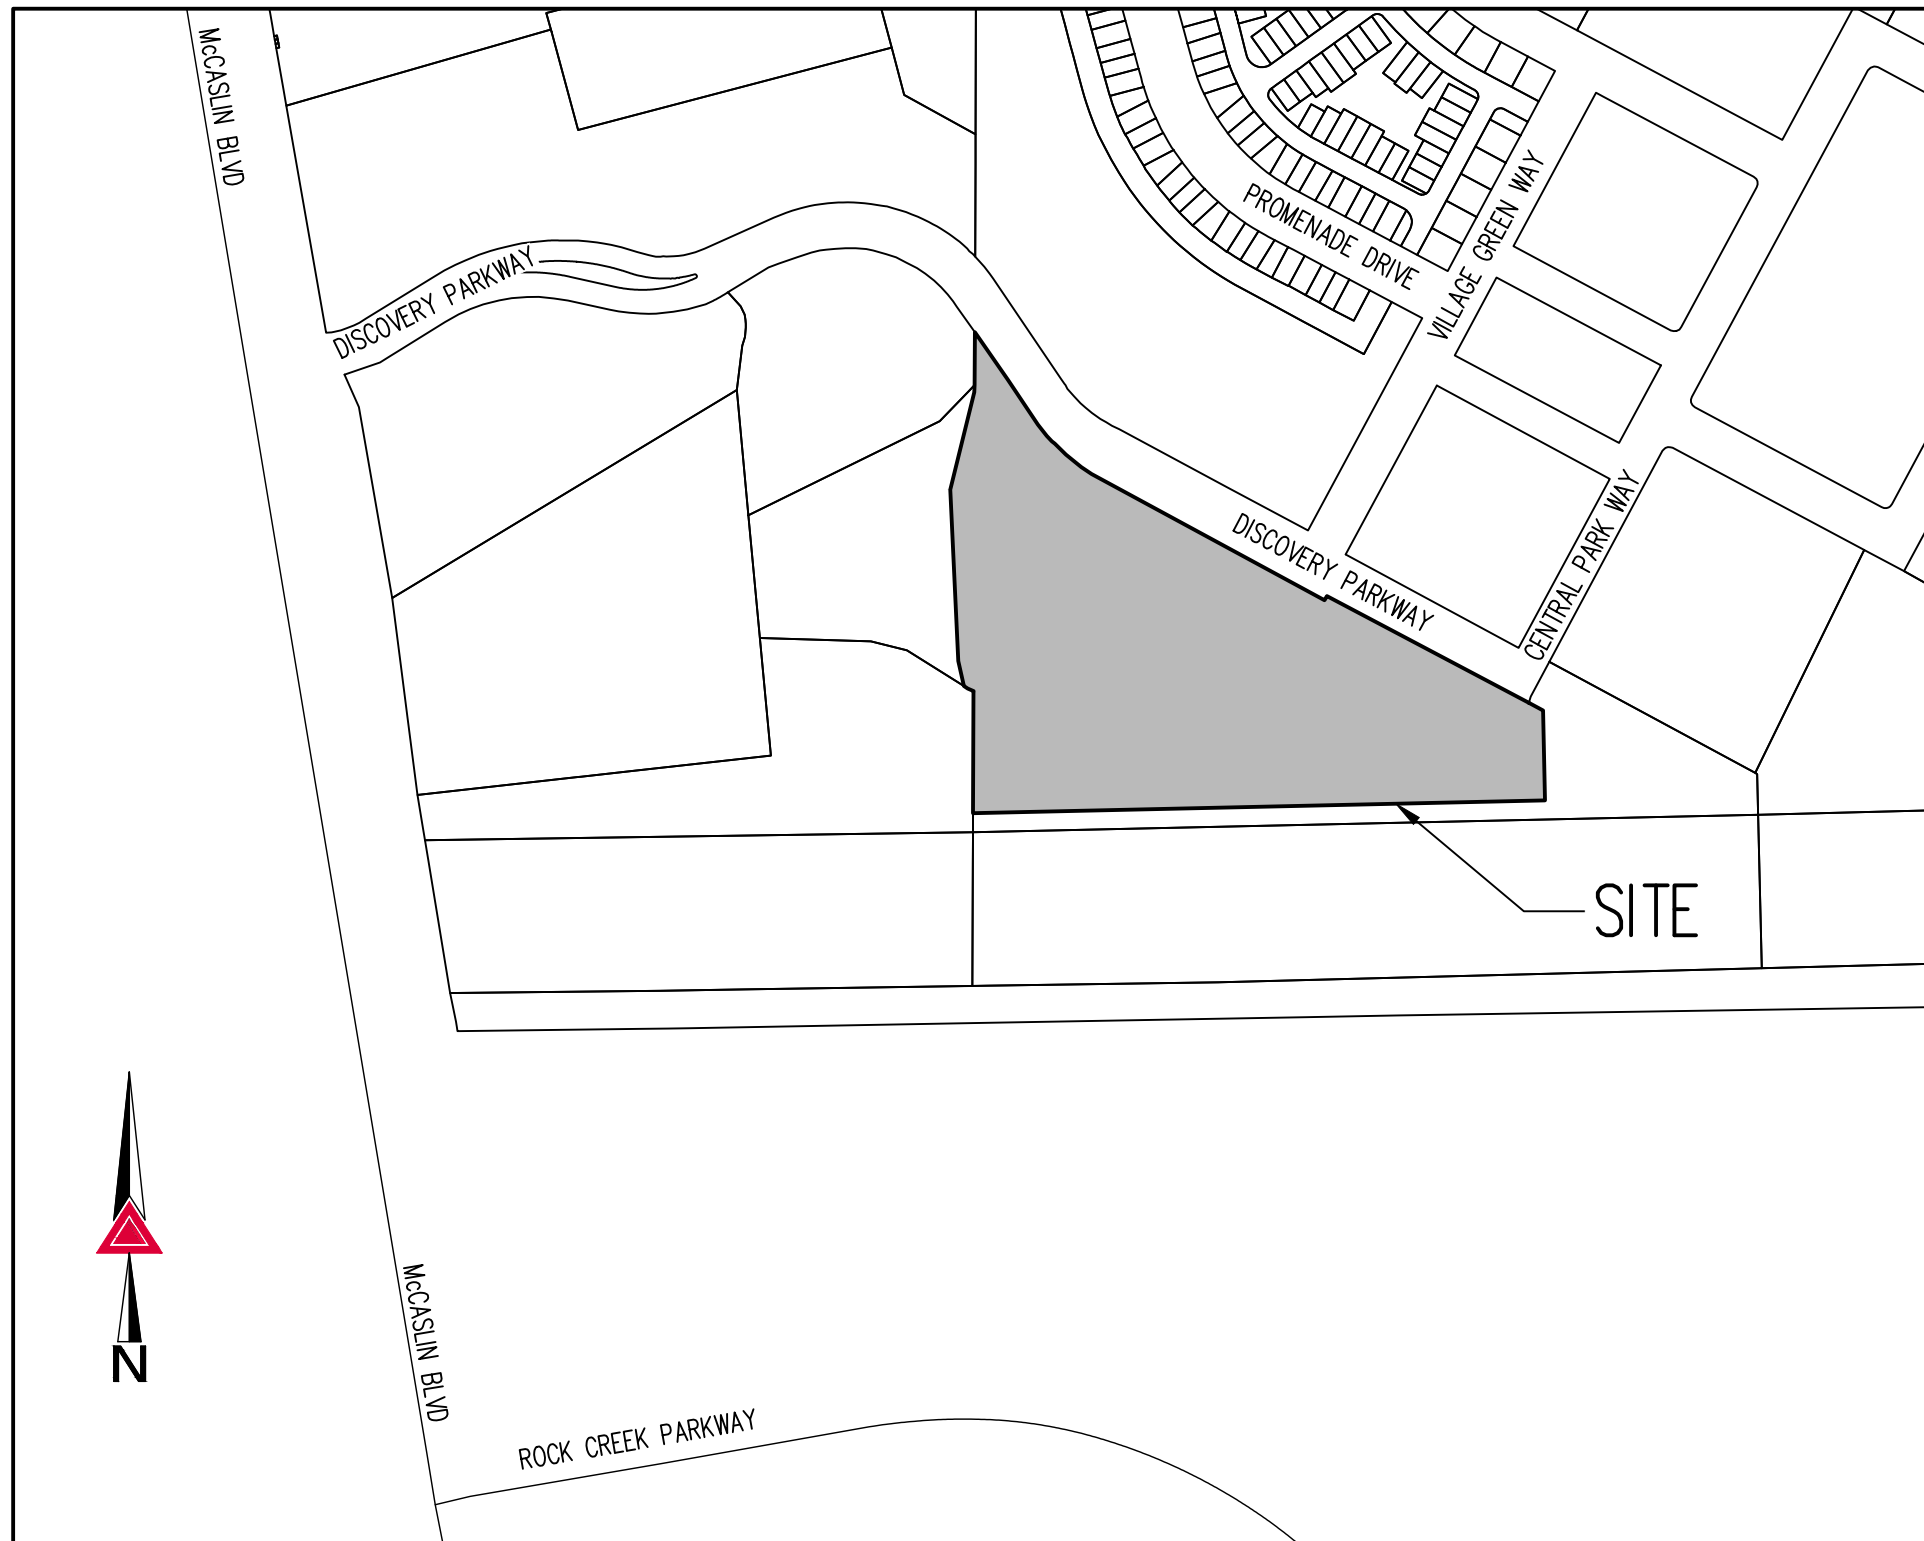 McCASLIN BLVD
PROMENADE DRIVE
VILLAGE GREEN WAY
DISCOVERY PARKWAY
CENTRAL PARK WAY
DISCOVERY PARKWAY
SITE
McCASLIN BLVD
N
ROCK CREEK PARKWAY